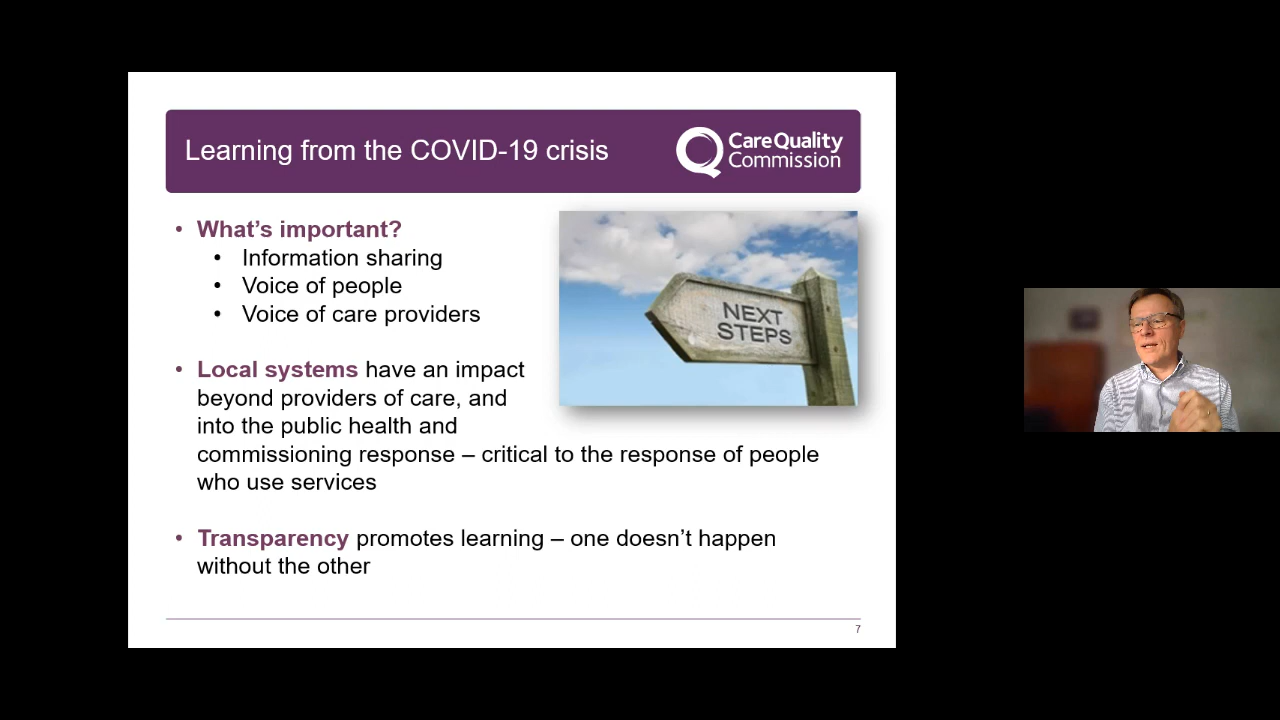 Learning from the COVID-19 crisis
CareQuality
Commission
• What’s important?
• Information sharing
• Voice of people
• Voice of care providers
NEXT
STEPS
• Local systems have an impact
beyond providers of care, and
into the public health and
commissioning response – critical to the response of people
who use services
• Transparency promotes learning – one doesn’t happen
without the other
7